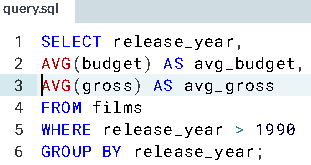 query.sql
1 SELECT release_year,
2 AVG(budget) AS avg_budget,
3 AVG(gross) AS avg_gross
4 FROM films
5 WHERE release_year > 1990
6 GROUP BY release_year;